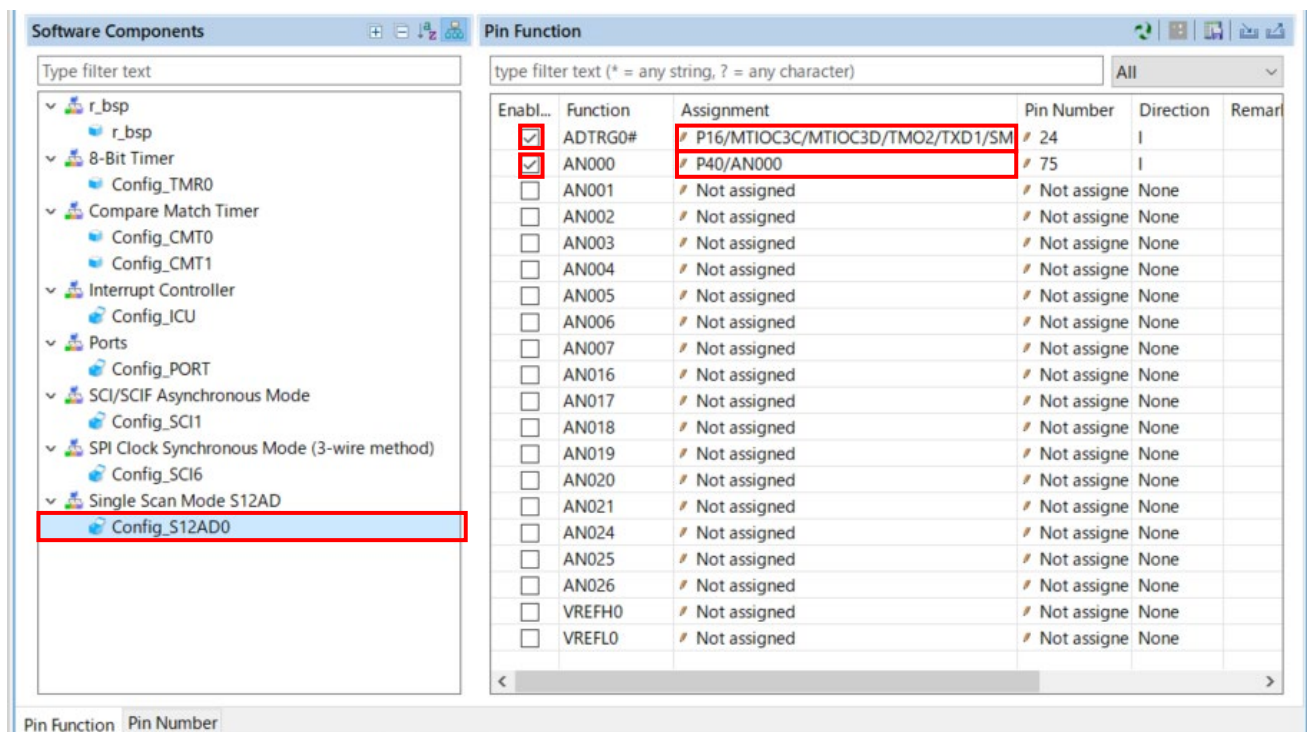 Software Components
Type filter text
r_bsp
r_bsp
8-Bit Timer
Config_TMR0
Compare Match Timer
Config_CMT0
Config_CMT1
Interrupt Controller
Config_ICU
Ports
Config_PORT
SCI/SCIF Asynchronous Mode
Config_SCI1
SPI Clock Synchronous Mode (3-wire method)
Config_SCI6
Single Scan Mode S12AD
Config_S12AD0
Pin Function
type filter text (* = any string, ? = any character) All
Enabl... Function Assignment Pin Number Direction Remark
ADTRG0# P16/MTIOC3C/MTIOC3D/TMO2/TXD1/SM 24 I
AN000 P40/AN000 75 I
AN001 Not assigned Not assigne None
AN002 Not assigned Not assigne None
AN003 Not assigned Not assigne None
AN004 Not assigned Not assigne None
AN005 Not assigned Not assigne None
AN006 Not assigned Not assigne None
AN007 Not assigned Not assigne None
AN016 Not assigned Not assigne None
AN017 Not assigned Not assigne None
AN018 Not assigned Not assigne None
AN019 Not assigned Not assigne None
AN020 Not assigned Not assigne None
AN021 Not assigned Not assigne None
AN024 Not assigned Not assigne None
AN025 Not assigned Not assigne None
AN026 Not assigned Not assigne None
VREFH0 Not assigned Not assigne None
VREFL0 Not assigned Not assigne None
Pin Function Pin Number